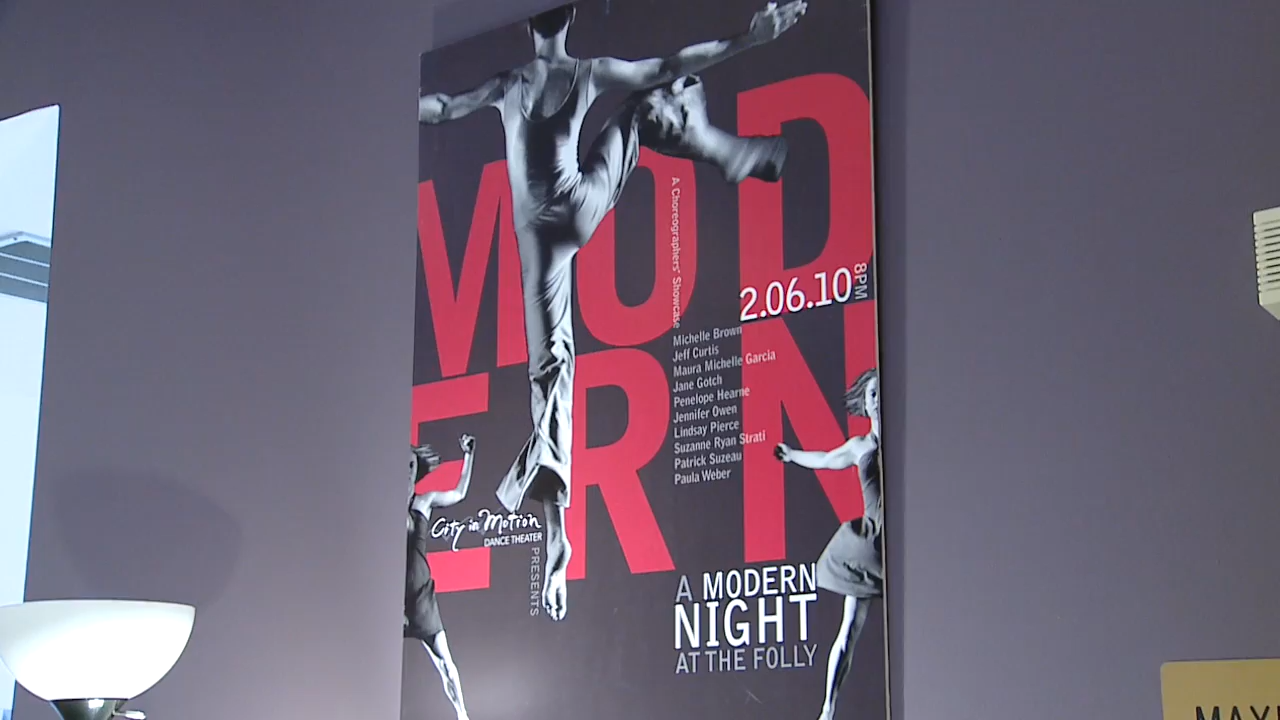 MODERN
A Choreographers' Showcase
2.06.10
8PM
Michelle Brown
Jeff Curtis
Maura Michelle Garcia
Jane Gotch
Penelope Hearne
Jennifer Owen
Lindsay Pierce
Suzanne Ryan Strati
Patrick Suzeau
Paula Weber
City in Motion
DANCE THEATER
PRESENTS
A MODERN
NIGHT
AT THE FOLLY